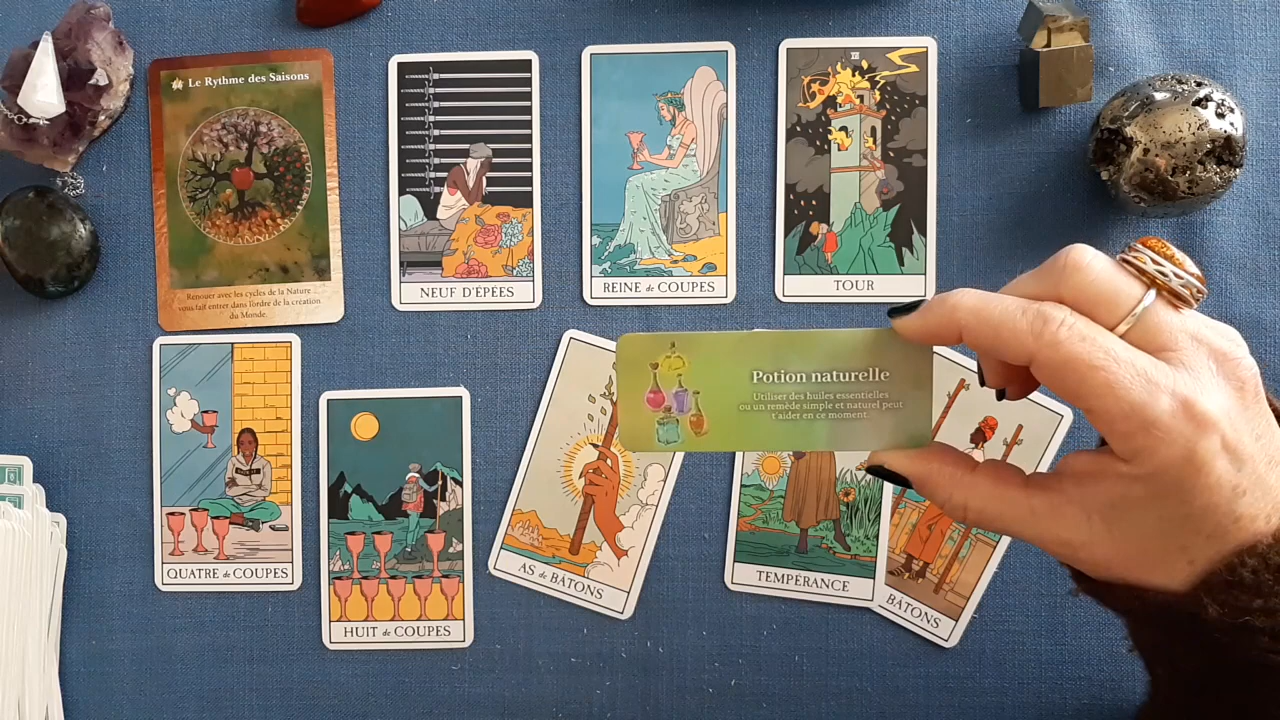 Le Rythme des Saisons
Renouer avec les cycles de la Nature
vous fait entrer dans l'ordre de la création
du Monde.
NEUF D'ÉPÉES
REINE de COUPES
VII
TOUR
Potion naturelle
Utiliser des huiles essentielles
ou un remède simple et naturel peut
t'aider en ce moment.
QUATRE de COUPES
HUIT de COUPES
AS de BÂTONS
TEMPÉRANCE
BÂTONS